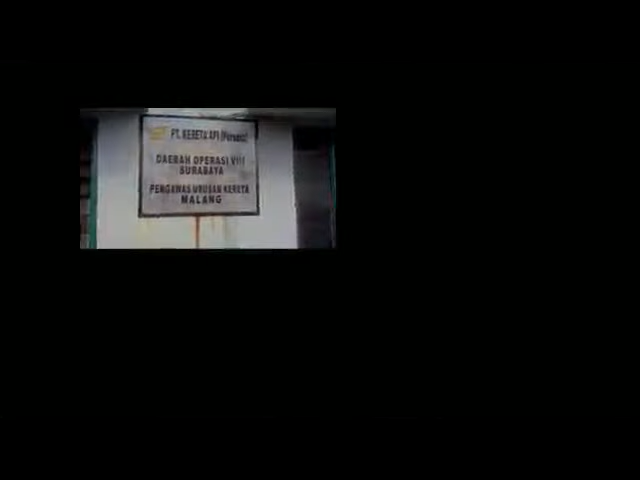 PT. KERETA API (Persero)
DAERAH OPERASI VIII
SURABAYA
PENGAWAS URUSAN KERETA
MALANG